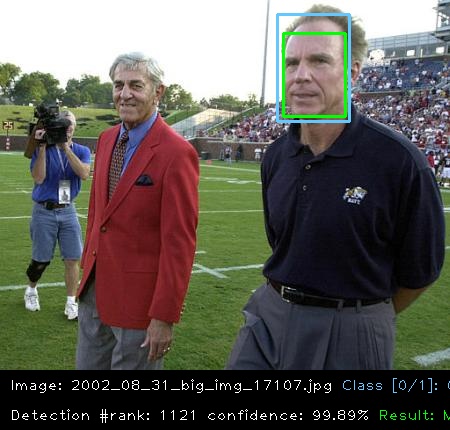 NAVY
Image: 2002_08_31_big_img_17107.jpg Class [0/1]:
Detection #rank: 1121 confidence: 99.89% Result: